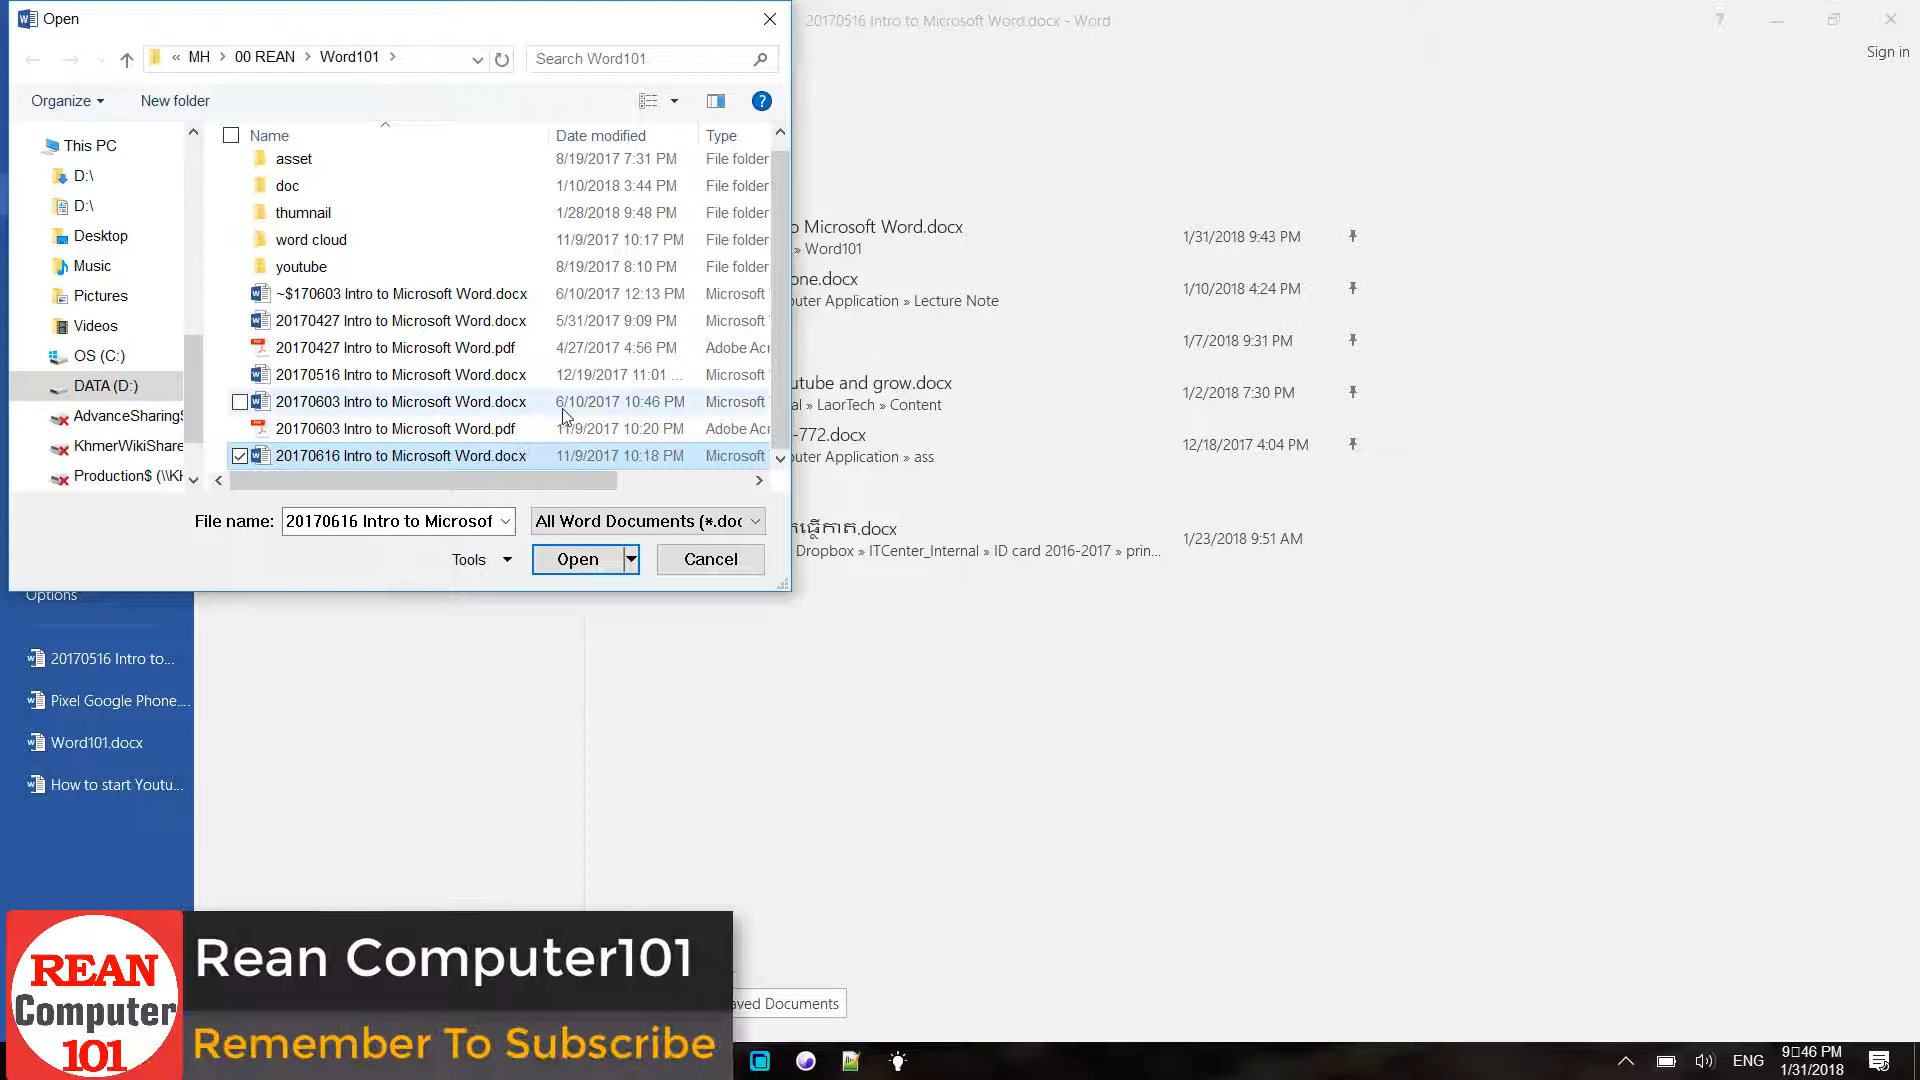 Open
20170516 Intro to Microsoft Word.docx - Word
Sign in
« MH > 00 REAN > Word101 >
Search Word101
Organize
New folder
This PC
D:\
D:\
Desktop
Music
Pictures
Videos
OS (C:)
DATA (D:)
AdvanceSharing
KhmerWikiShare
Production$ (\\Kh
Name Date modified Type
asset 8/19/2017 7:31 PM File folder
doc 1/10/2018 3:44 PM File folder
thumnail 1/28/2018 9:48 PM File folder
word cloud 11/9/2017 10:17 PM File folder
youtube 8/19/2017 8:10 PM File folder
~$170603 Intro to Microsoft Word.docx 6/10/2017 12:13 PM Microsoft
20170427 Intro to Microsoft Word.docx 5/31/2017 9:09 PM Microsoft
20170427 Intro to Microsoft Word.pdf 4/27/2017 4:56 PM Adobe Acr
20170516 Intro to Microsoft Word.docx 12/19/2017 11:01 ... Microsoft
20170603 Intro to Microsoft Word.docx 6/10/2017 10:46 PM Microsoft
20170603 Intro to Microsoft Word.pdf 11/9/2017 10:20 PM Adobe Acr
20170616 Intro to Microsoft Word.docx 11/9/2017 10:18 PM Microsoft
File name: 20170616 Intro to Microsof
All Word Documents (*.doc
Tools
Open
Cancel
o Microsoft Word.docx 1/31/2018 9:43 PM
» Word101
one.docx 1/10/2018 4:24 PM
puter Application » Lecture Note
1/7/2018 9:31 PM
utube and grow.docx 1/2/2018 7:30 PM
al » LaorTech » Content
-772.docx 12/18/2017 4:04 PM
puter Application » ass
.docx 1/23/2018 9:51 AM
Dropbox » ITCenter_Internal » ID card 2016-2017 » prin...
Options
20170516 Intro to...
Pixel Google Phone....
Word101.docx
How to start Youtu...
aved Documents
REAN
Computer
101
Rean Computer101
Remember To Subscribe
ENG
9:46 PM
1/31/2018